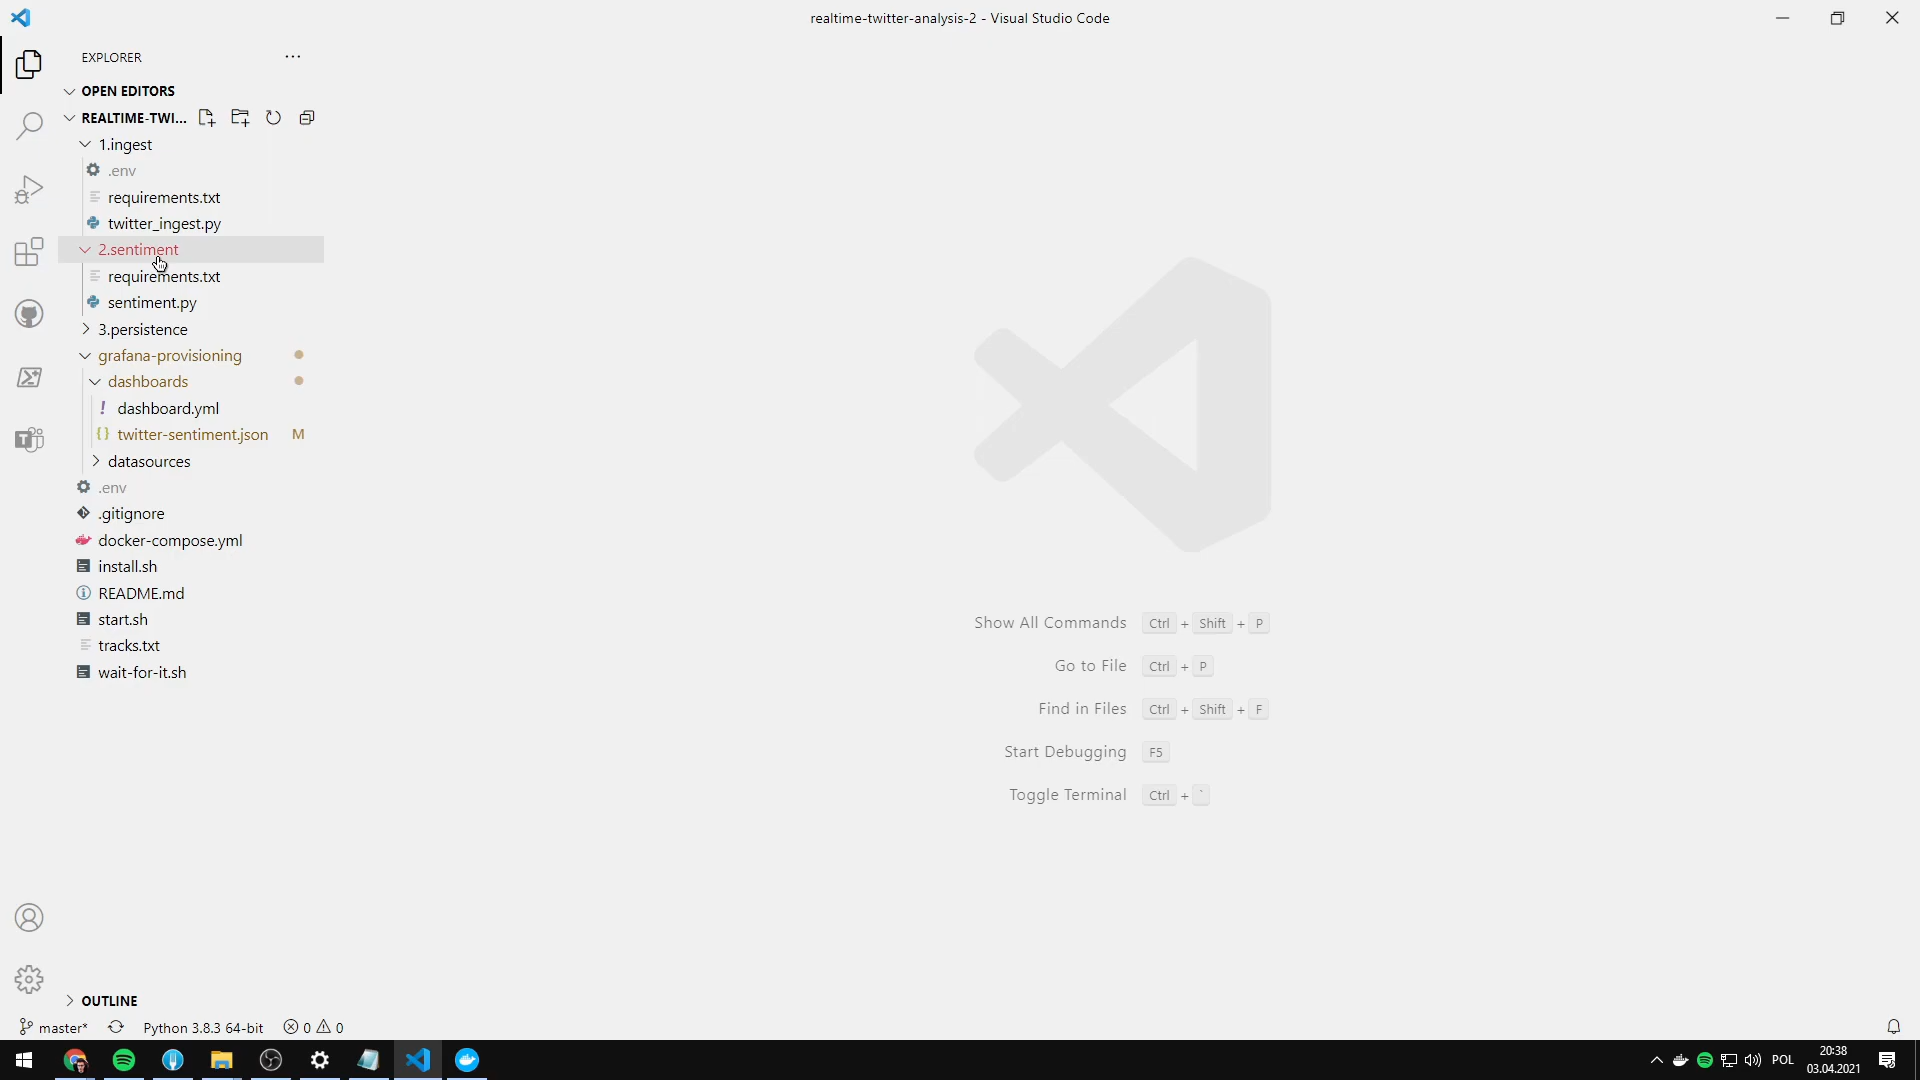 realtime-twitter-analysis-2 - Visual Studio Code
EXPLORER
OPEN EDITORS
REALTIME-TWI...
1.ingest
.env
requirements.txt
twitter_ingest.py
2.sentiment
requirements.txt
sentiment.py
3.persistence
grafana-provisioning
dashboards
dashboard.yml
twitter-sentiment.json M
datasources
.env
.gitignore
docker-compose.yml
install.sh
README.md
start.sh
tracks.txt
wait-for-it.sh
Show All Commands Ctrl + Shift + P
Go to File Ctrl + P
Find in Files Ctrl + Shift + F
Start Debugging F5
Toggle Terminal Ctrl + `
OUTLINE
master* Python 3.8.3 64-bit 0 0
POL
20:38
03.04.2021